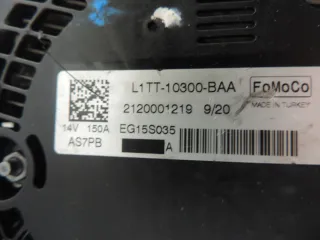 L1TT-10300-BAA FoMoCo
2120001219 9/20 MADE IN TURKEY
14V 150A EG15S035
AS7PB A